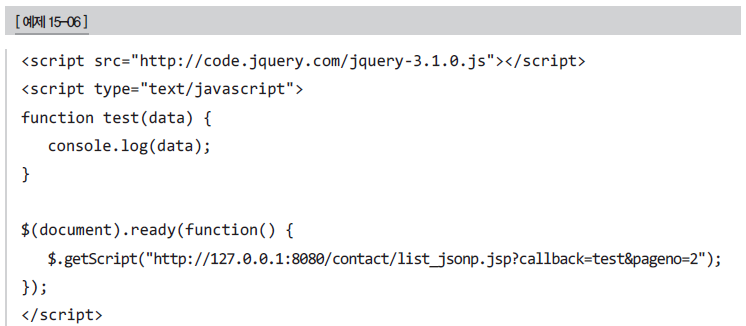 [ 예제 15-06 ]
<script src="http://code.jquery.com/jquery-3.1.0.js"></script>
<script type="text/javascript">
function test(data) {
   console.log(data);
}

$(document).ready(function() {
   $.getScript("http://127.0.0.1:8080/contact/list_jsonp.jsp?callback=test&pageno=2");
});
</script>